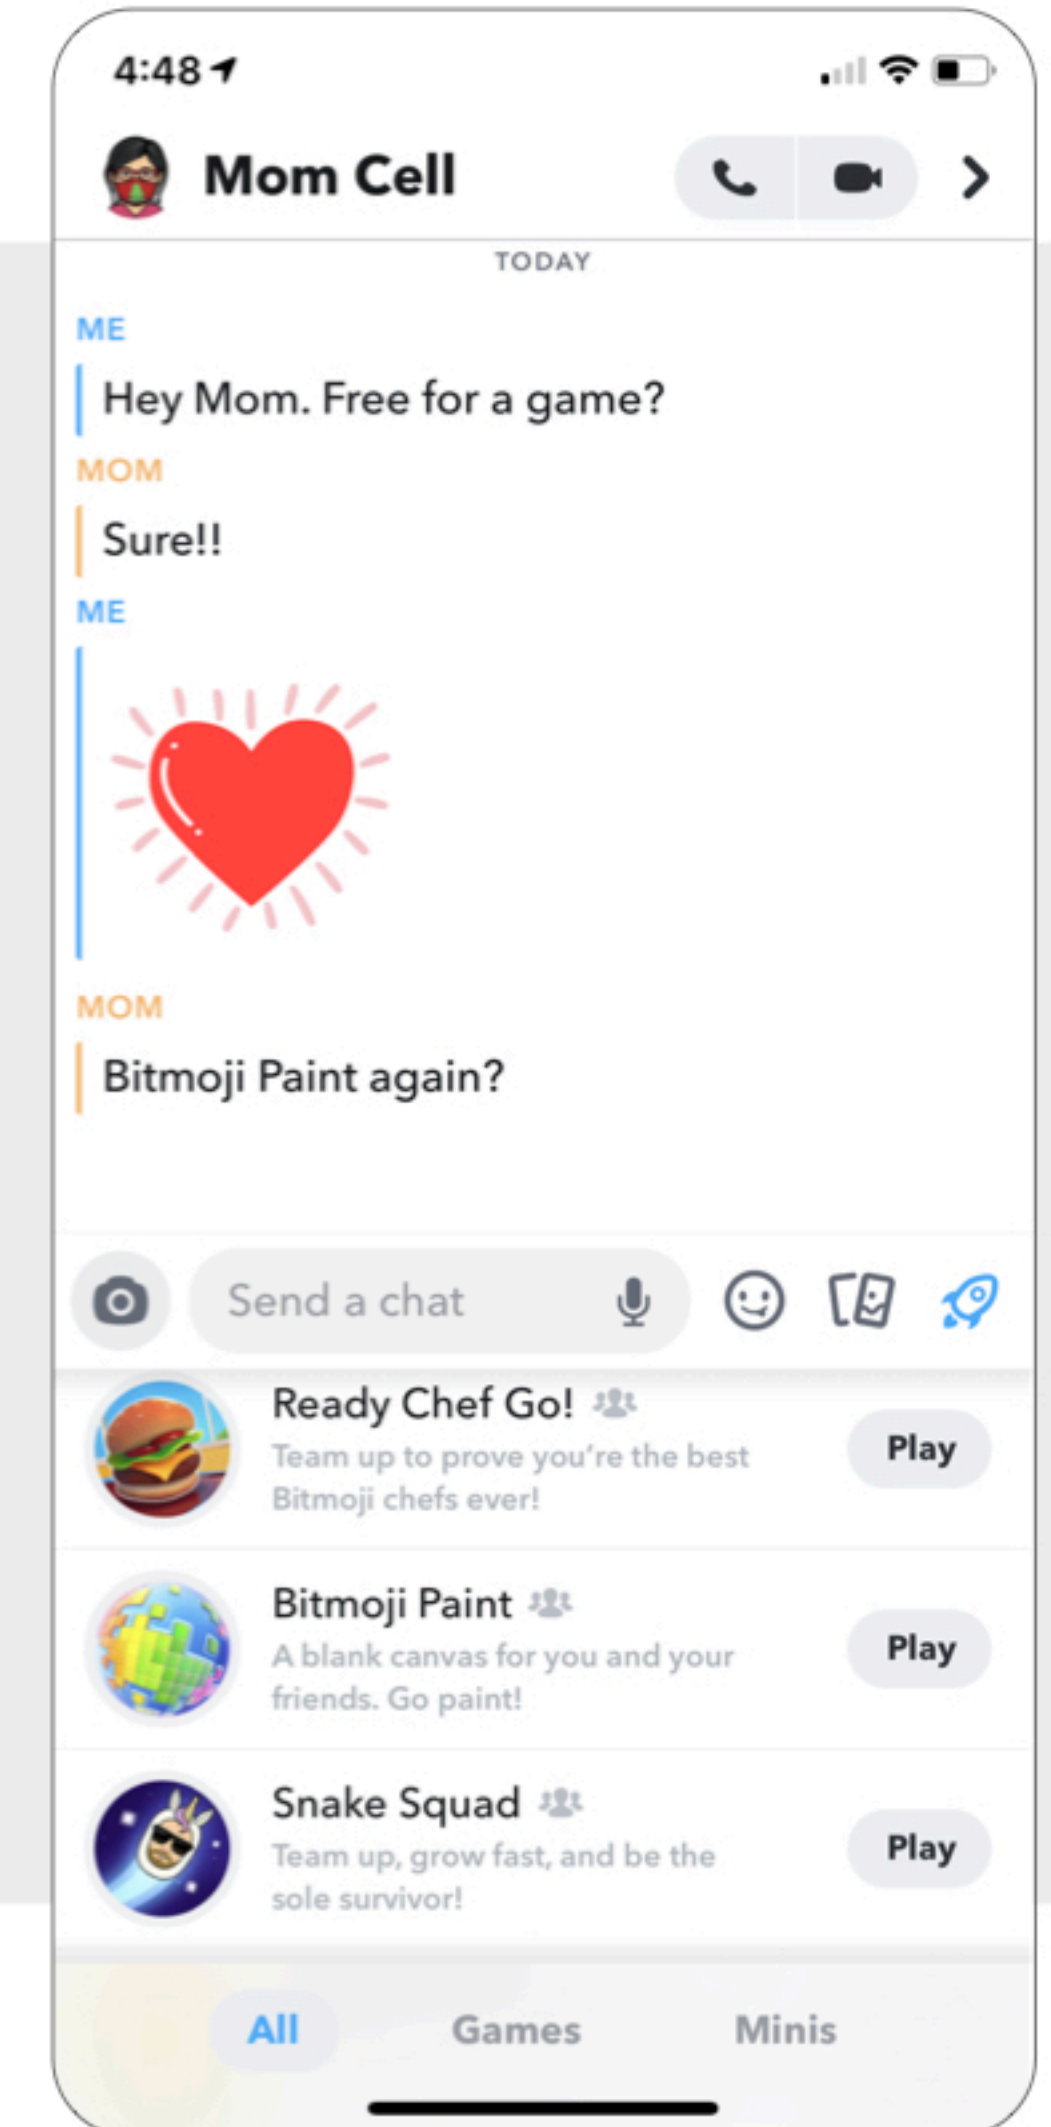 4:48
Mom Cell
TODAY
ME
Hey Mom. Free for a game?
MOM
Sure!!
ME
MOM
Bitmoji Paint again?
Send a chat
Ready Chef Go!
Team up to prove you're the best
Bitmoji chefs ever!
Play
Bitmoji Paint
A blank canvas for you and your
friends. Go paint!
Play
Snake Squad
Team up, grow fast, and be the
sole survivor!
Play
All Games Minis